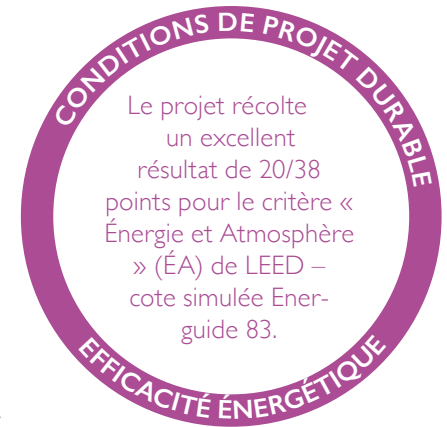 CONDITIONS DE PROJET DURABLE
Le projet récolte
un excellent
résultat de 20/38
points pour le critère «
Énergie et Atmosphère
» (ÉA) de LEED –
cote simulée Ener-
guide 83.
EFFICACITÉ ÉNERGÉTIQUE